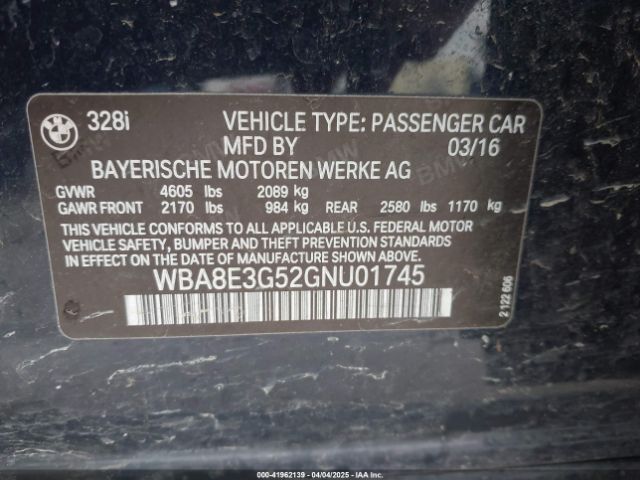 BMW 328i VEHICLE TYPE: PASSENGER CAR
MFD BY 03/16
BAYERISCHE MOTOREN WERKE AG
GVWR 4605 lbs 2089 kg
GAWR FRONT 2170 lbs 984 kg REAR 2580 lbs 1170 kg
THIS VEHICLE CONFORMS TO ALL APPLICABLE U.S. FEDERAL MOTOR
VEHICLE SAFETY, BUMPER AND THEFT PREVENTION STANDARDS IN
EFFECT ON THE DATE OF MANUFACTURE SHOWN ABOVE.
WBA8E3G52GNU01745
2 122 606
000-41962139 - 04/04/2025 - IAAI.COM